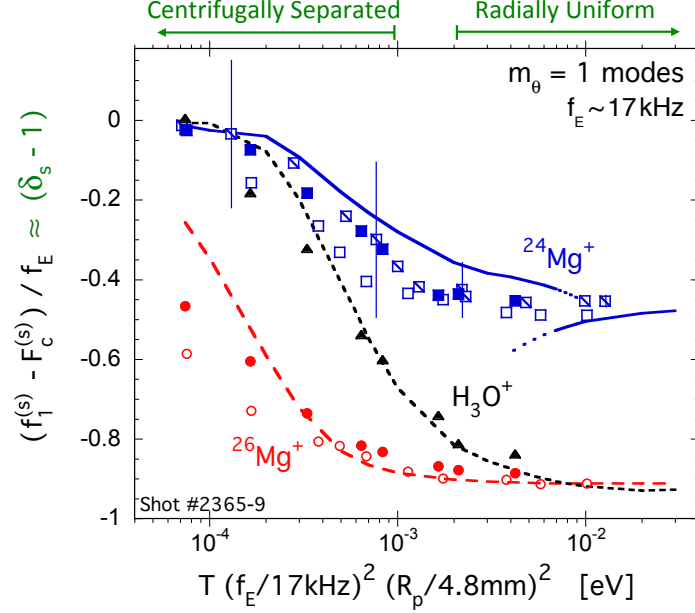 Centrifugally Separated Radially Uniform
m_θ = 1 modes
f_E ~ 17kHz
(f_1^(s) - F_c^(s)) / f_E ≈ (δ_s - 1)
0
-0.2
-0.4
-0.6
-0.8
-1
^24Mg^+
H_3O^+
^26Mg^+
Shot #2365-9
10^-4 10^-3 10^-2
T (f_E/17kHz)^2 (R_p/4.8mm)^2 [eV]